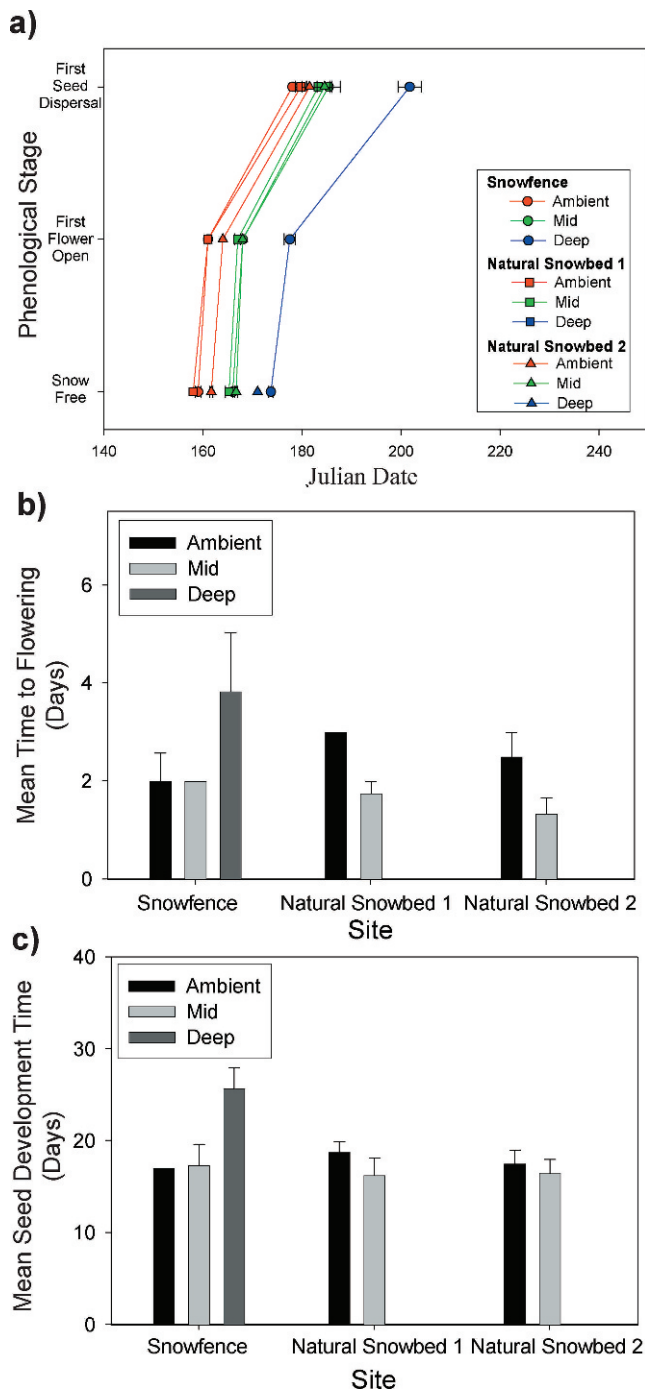 a)
First
Seed
Dispersal
First
Flower
Open
Snow
Free
Phenological Stage
140 160 180 200 220 240
Julian Date
Snowfence
Ambient
Mid
Deep
Natural Snowbed 1
Ambient
Mid
Deep
Natural Snowbed 2
Ambient
Mid
Deep
b)
Ambient
Mid
Deep
6
4
2
0
Mean Time to Flowering
(Days)
Snowfence Natural Snowbed 1 Natural Snowbed 2
Site
c)
Ambient
Mid
Deep
40
30
20
10
0
Mean Seed Development Time
(Days)
Snowfence Natural Snowbed 1 Natural Snowbed 2
Site